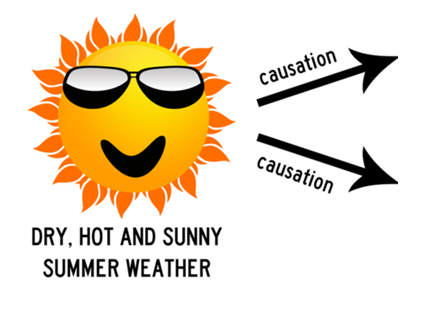 causation
causation
DRY, HOT AND SUNNY
SUMMER WEATHER